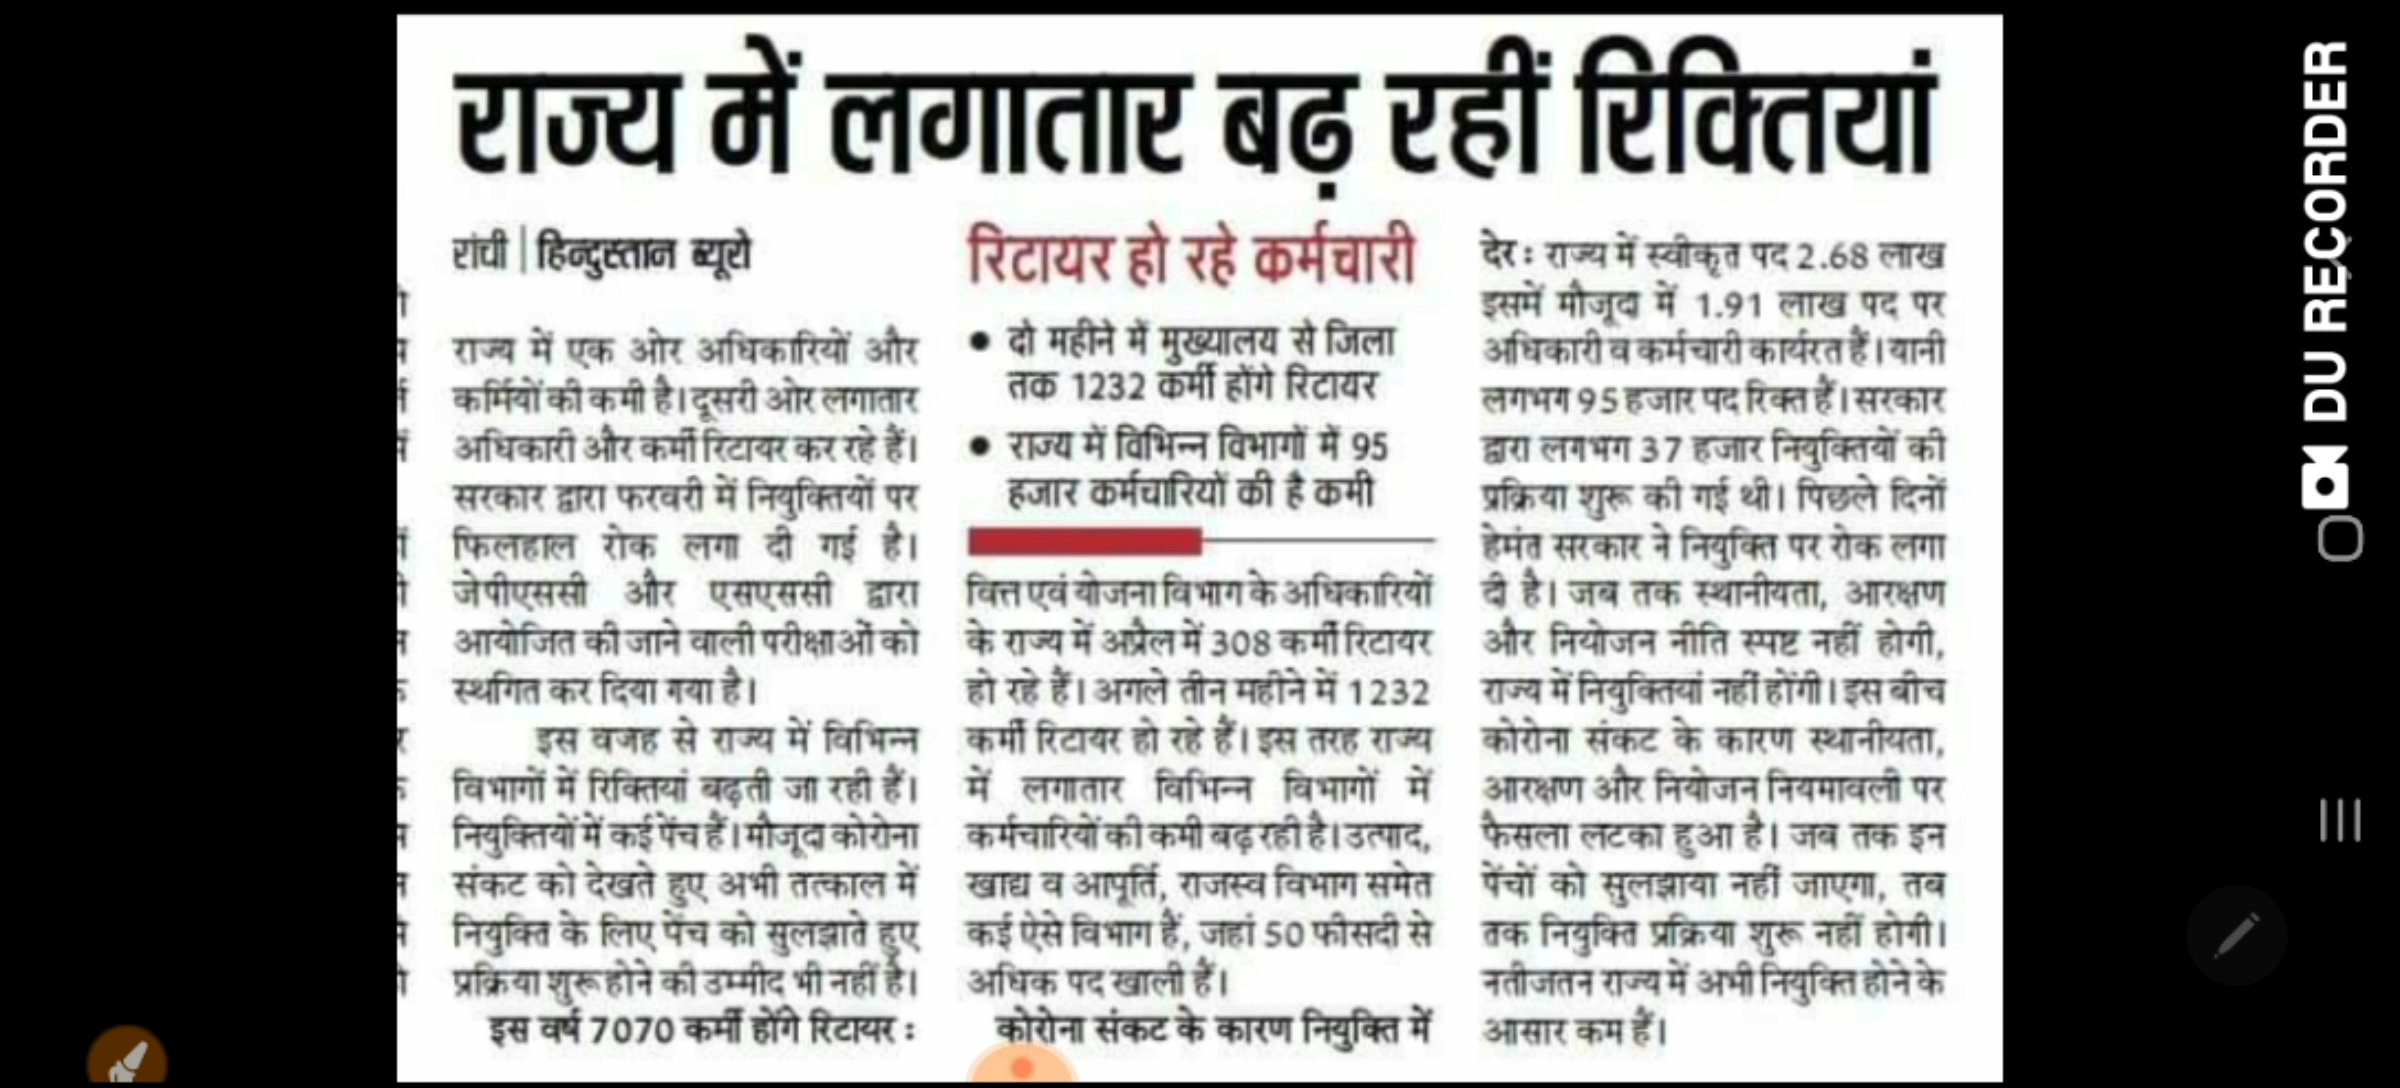 राज्य में लगातार बढ़ रहीं रिक्तियां
रांची | हिन्दुस्तान ब्यूरो
राज्य में एक ओर अधिकारियों और
कर्मियों की कमी है। दूसरी ओर लगातार
अधिकारी और कर्मी रिटायर कर रहे हैं।
सरकार द्वारा फरवरी में नियुक्तियों पर
फिलहाल रोक लगा दी गई है।
जेपीएससी और एसएससी द्वारा
आयोजित की जाने वाली परीक्षाओं को
स्थगित कर दिया गया है।
इस वजह से राज्य में विभिन्न
विभागों में रिक्तियां बढ़ती जा रही हैं।
नियुक्तियों में कई पेंच हैं। मौजूदा कोरोना
संकट को देखते हुए अभी तत्काल में
नियुक्ति के लिए पेंच को सुलझाते हुए
प्रक्रिया शुरू होने की उम्मीद भी नहीं है।
इस वर्ष 7070 कर्मी होंगे रिटायर :
रिटायर हो रहे कर्मचारी
● दो महीने में मुख्यालय से जिला
तक 1232 कर्मी होंगे रिटायर
● राज्य में विभिन्न विभागों में 95
हजार कर्मचारियों की है कमी
वित्त एवं योजना विभाग के अधिकारियों
के राज्य में अप्रैल में 308 कर्मी रिटायर
हो रहे हैं। अगले तीन महीने में 1232
कर्मी रिटायर हो रहे हैं। इस तरह राज्य
में लगातार विभिन्न विभागों में
कर्मचारियों की कमी बढ़ रही है। उत्पाद,
खाद्य व आपूर्ति, राजस्व विभाग समेत
कई ऐसे विभाग हैं, जहां 50 फीसदी से
अधिक पद खाली हैं।
कोरोना संकट के कारण नियुक्ति में
देर : राज्य में स्वीकृत पद 2.68 लाख
इसमें मौजूदा में 1.91 लाख पद पर
अधिकारी व कर्मचारी कार्यरत हैं। यानी
लगभग 95 हजार पद रिक्त हैं। सरकार
द्वारा लगभग 37 हजार नियुक्तियों की
प्रक्रिया शुरू की गई थी। पिछले दिनों
हेमंत सरकार ने नियुक्ति पर रोक लगा
दी है। जब तक स्थानीयता, आरक्षण
और नियोजन नीति स्पष्ट नहीं होगी,
राज्य में नियुक्तियां नहीं होंगी। इस बीच
कोरोना संकट के कारण स्थानीयता,
आरक्षण और नियोजन नियमावली पर
फैसला लटका हुआ है। जब तक इन
पेंचों को सुलझाया नहीं जाएगा, तब
तक नियुक्ति प्रक्रिया शुरू नहीं होगी।
नतीजतन राज्य में अभी नियुक्ति होने के
आसार कम हैं।
DU RECORDER